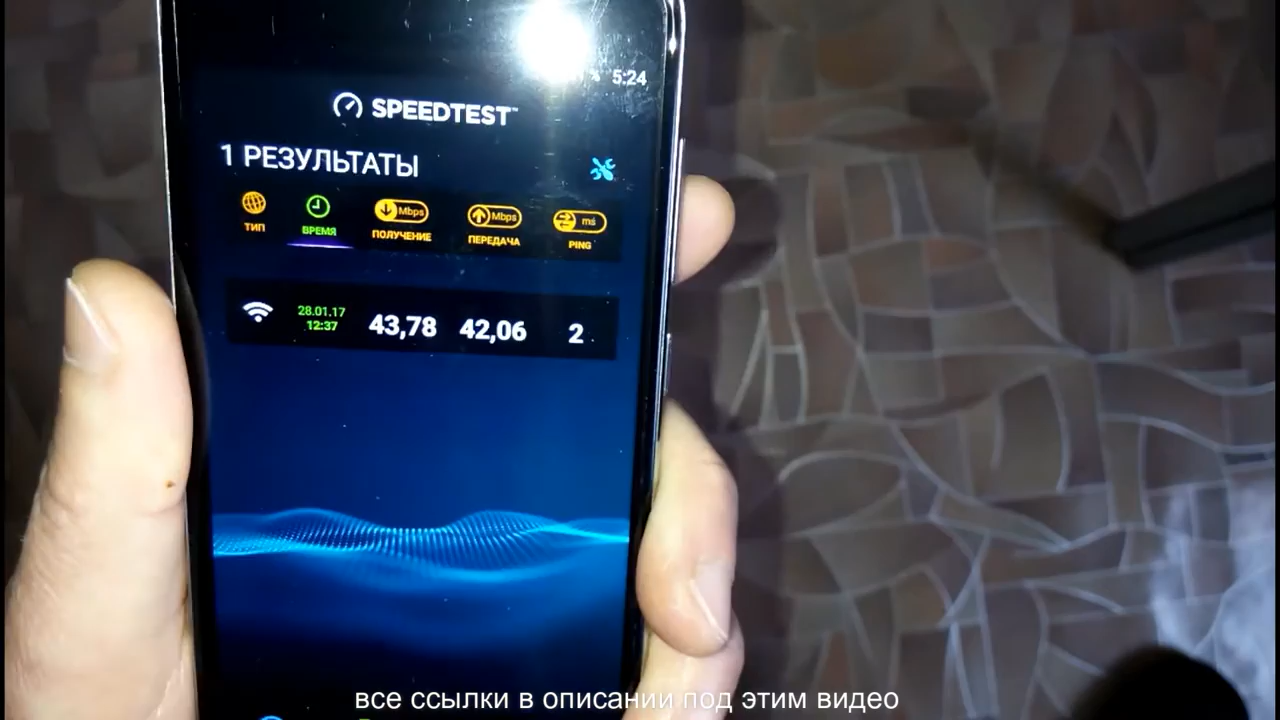 5:24
SPEEDTEST™
1 РЕЗУЛЬТАТЫ
ТИП ВРЕМЯ Mbps ПОЛУЧЕНИЕ Mbps ПЕРЕДАЧА ms PING
28.01.17
12:37
43,78 42,06 2
все ссылки в описании под этим видео